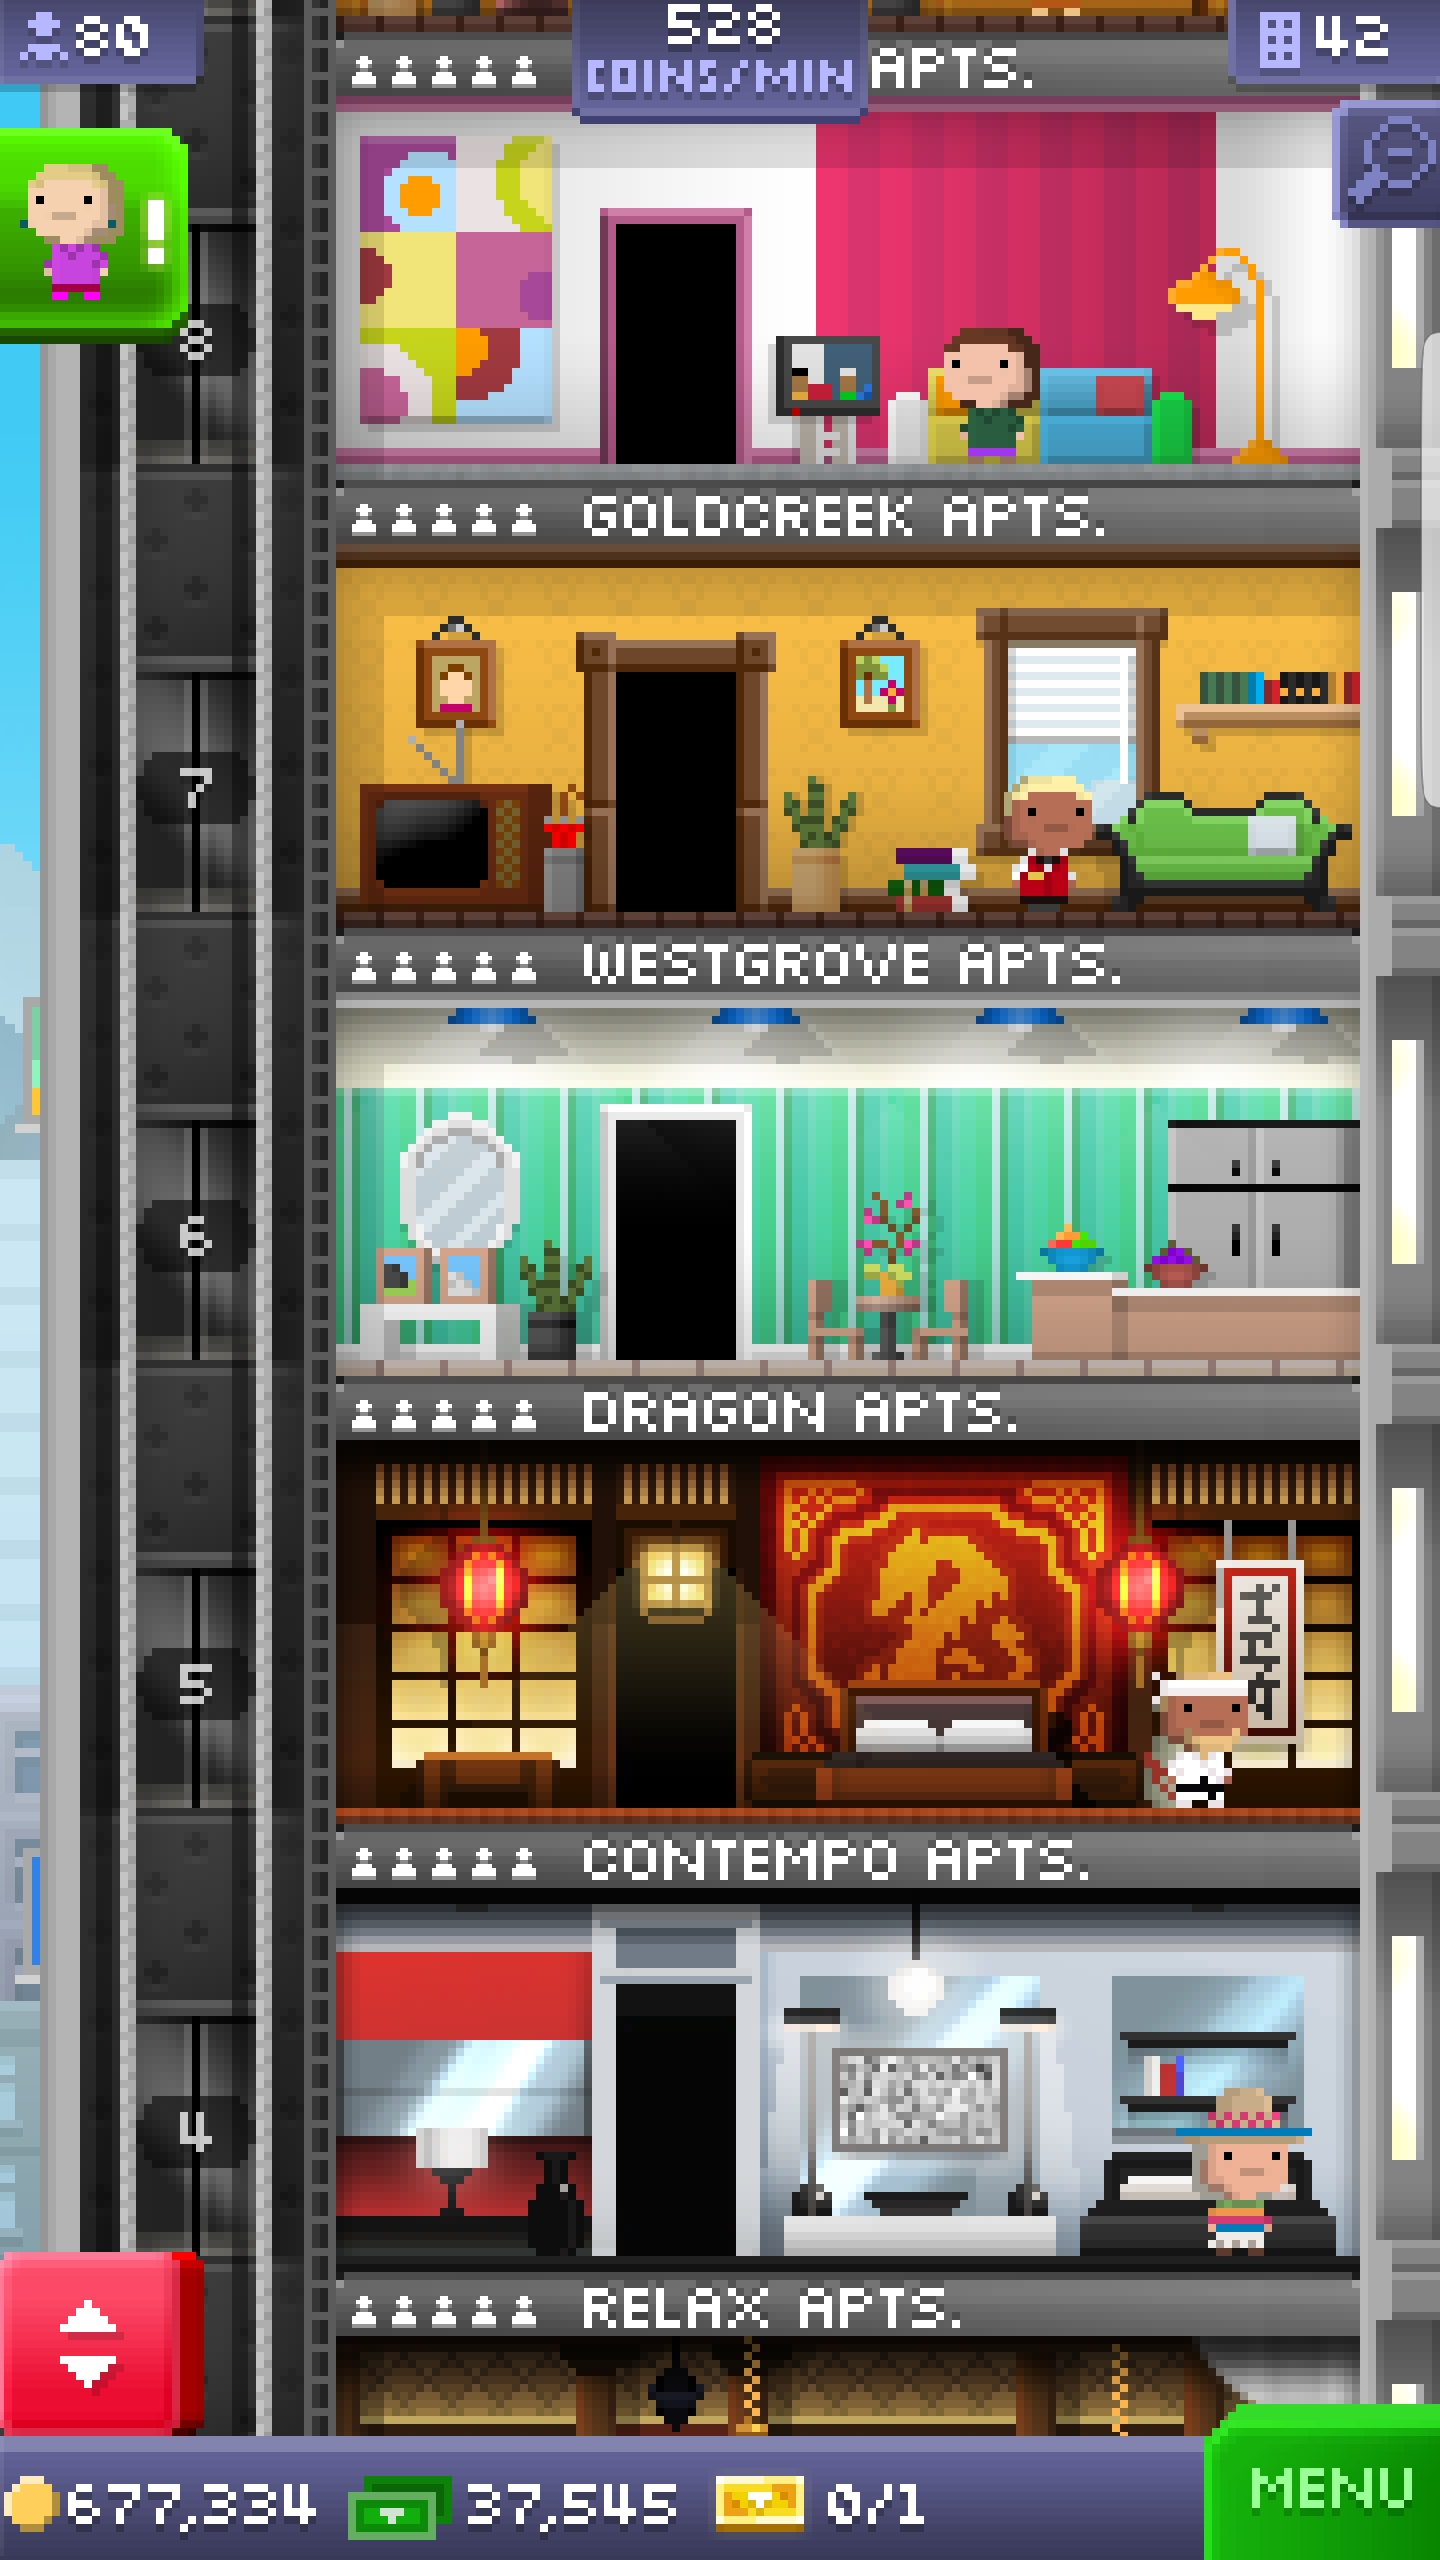 80
528
COINS/MIN
42
APTS.
!
8
GOLDCREEK APTS.
7
WESTGROVE APTS.
6
DRAGON APTS.
5
CONTEMPO APTS.
4
RELAX APTS.
677,334 37,545 0/1
MENU